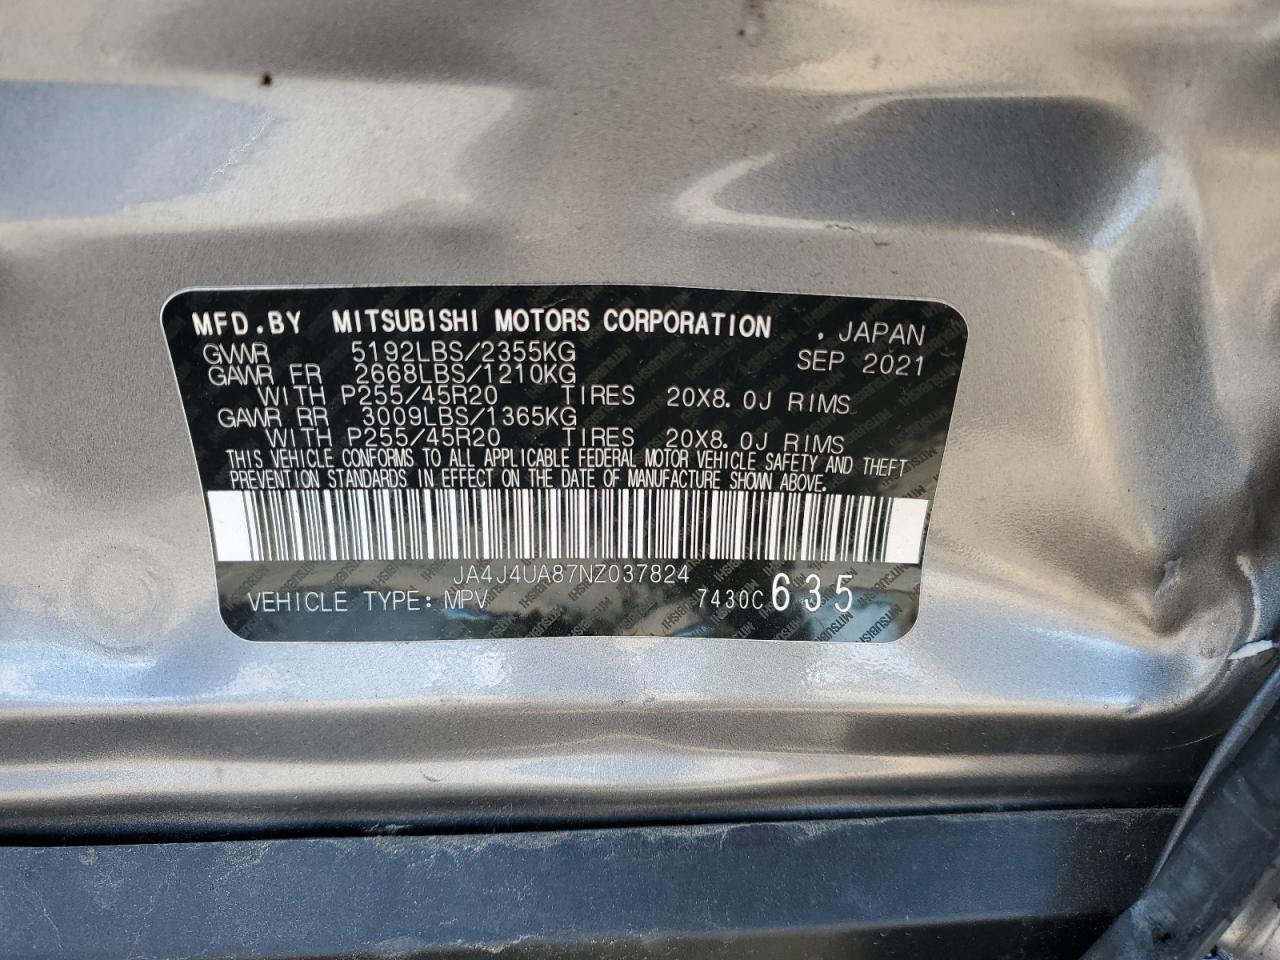 MFD.BY MITSUBISHI MOTORS CORPORATION , JAPAN
GVWR 5192LBS/2355KG SEP 2021
GAWR FR 2668LBS/1210KG
WITH P255/45R20 TIRES 20X8.0J RIMS
GAWR RR 3009LBS/1365KG
WITH P255/45R20 TIRES 20X8.0J RIMS
THIS VEHICLE CONFORMS TO ALL APPLICABLE FEDERAL MOTOR VEHICLE SAFETY AND THEFT
PREVENTION STANDARDS IN EFFECT ON THE DATE OF MANUFACTURE SHOWN ABOVE.
JA4J4UA87NZ037824
VEHICLE TYPE: MPV 7430C 635